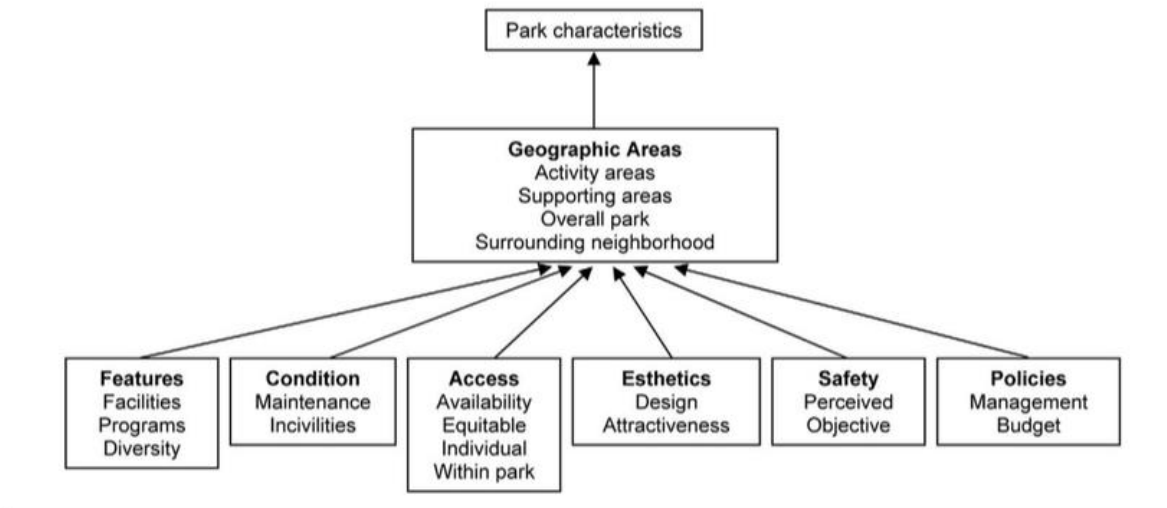 Park characteristics
Geographic Areas
Activity areas
Supporting areas
Overall park
Surrounding neighborhood
Features
Facilities
Programs
Diversity
Condition
Maintenance
Incivilities
Access
Availability
Equitable
Individual
Within park
Esthetics
Design
Attractiveness
Safety
Perceived
Objective
Policies
Management
Budget